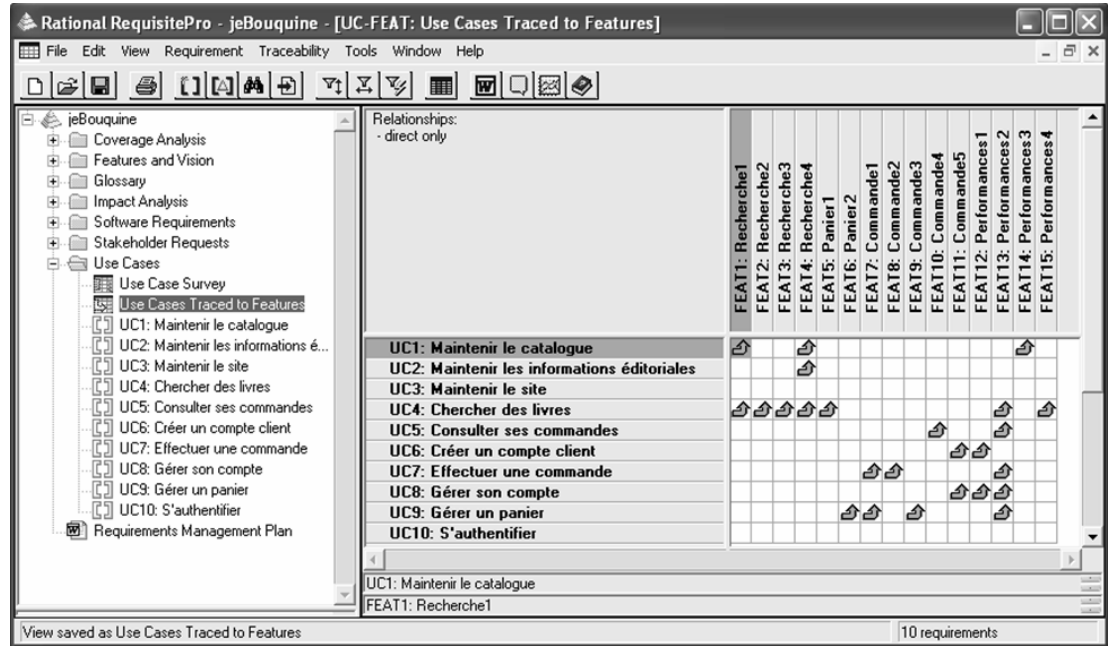 Rational RequisitePro - jeBouquine - [UC-FEAT: Use Cases Traced to Features]
File Edit View Requirement Traceability Tools Window Help
jeBouquine
Coverage Analysis
Features and Vision
Glossary
Impact Analysis
Software Requirements
Stakeholder Requests
Use Cases
Use Case Survey
Use Cases Traced to Features
UC1: Maintenir le catalogue
UC2: Maintenir les informations é...
UC3: Maintenir le site
UC4: Chercher des livres
UC5: Consulter ses commandes
UC6: Créer un compte client
UC7: Effectuer une commande
UC8: Gérer son compte
UC9: Gérer un panier
UC10: S'authentifier
Requirements Management Plan
Relationships:
- direct only
FEAT1: Recherche1
FEAT2: Recherche2
FEAT3: Recherche3
FEAT4: Recherche4
FEAT5: Panier1
FEAT6: Panier2
FEAT7: Commande1
FEAT8: Commande2
FEAT9: Commande3
FEAT10: Commande4
FEAT11: Commande5
FEAT12: Performances1
FEAT13: Performances2
FEAT14: Performances3
FEAT15: Performances4
UC1: Maintenir le catalogue
UC2: Maintenir les informations éditoriales
UC3: Maintenir le site
UC4: Chercher des livres
UC5: Consulter ses commandes
UC6: Créer un compte client
UC7: Effectuer une commande
UC8: Gérer son compte
UC9: Gérer un panier
UC10: S'authentifier
UC1: Maintenir le catalogue
FEAT1: Recherche1
View saved as Use Cases Traced to Features
10 requirements